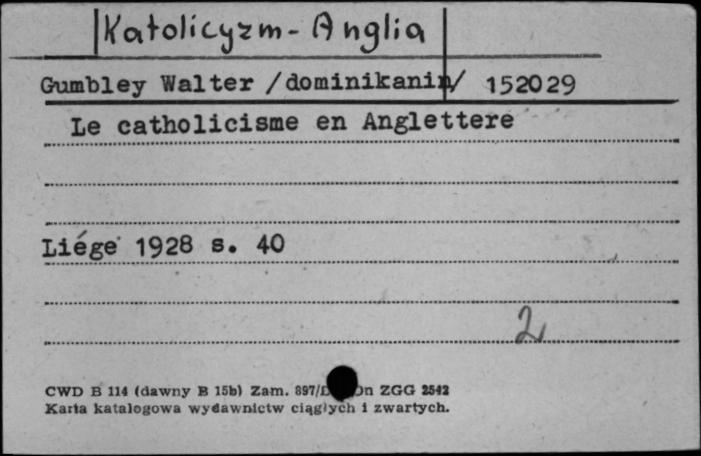 Katolicyzm - Anglia
Gumbley Walter /dominikanin/ 152029
Le catholicisme en Anglettere
Liége 1928 s. 40
2
CWD B 114 (dawny B 15b) Zam. 897/ ZGG 2542
Karta katalogowa wydawnictw ciągłych i zwartych.